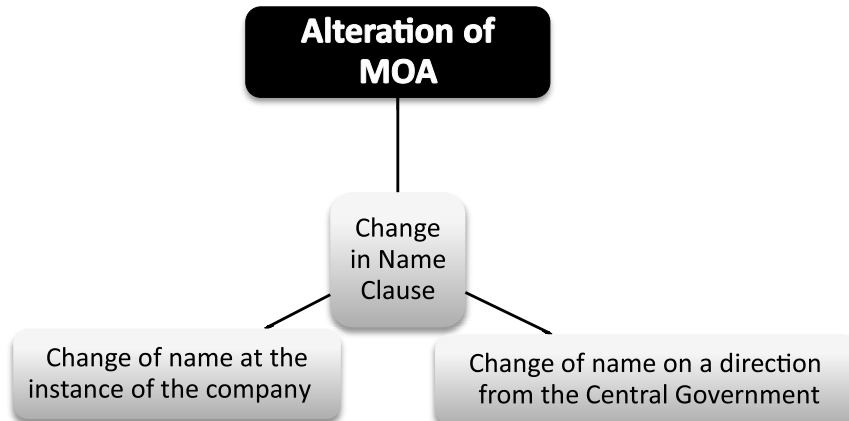 Alteration of
MOA
Change
in Name
Clause
Change of name at the
instance of the company
Change of name on a direction
from the Central Government